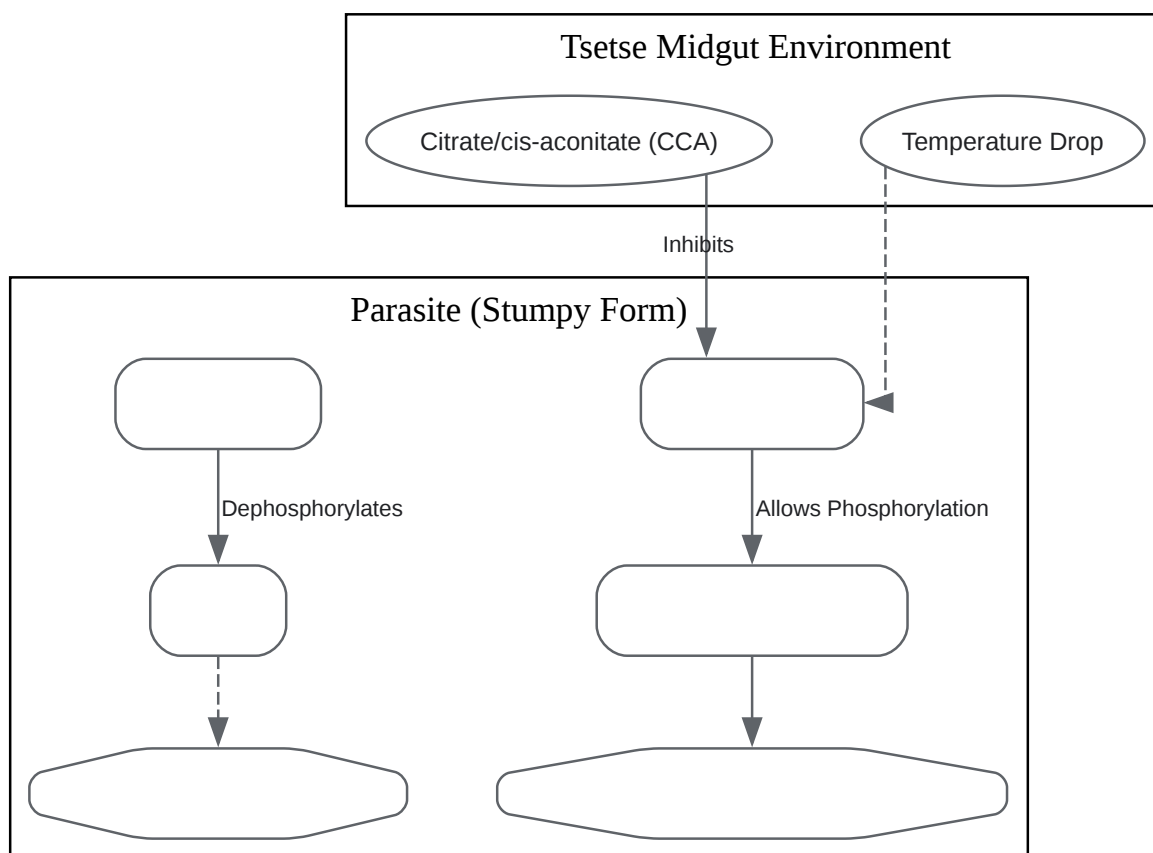 Tsetse Midgut Environment
Citrate/cis-aconitate (CCA)
Temperature Drop
Inhibits
Parasite (Stumpy Form)
Dephosphorylates
Allows Phosphorylation